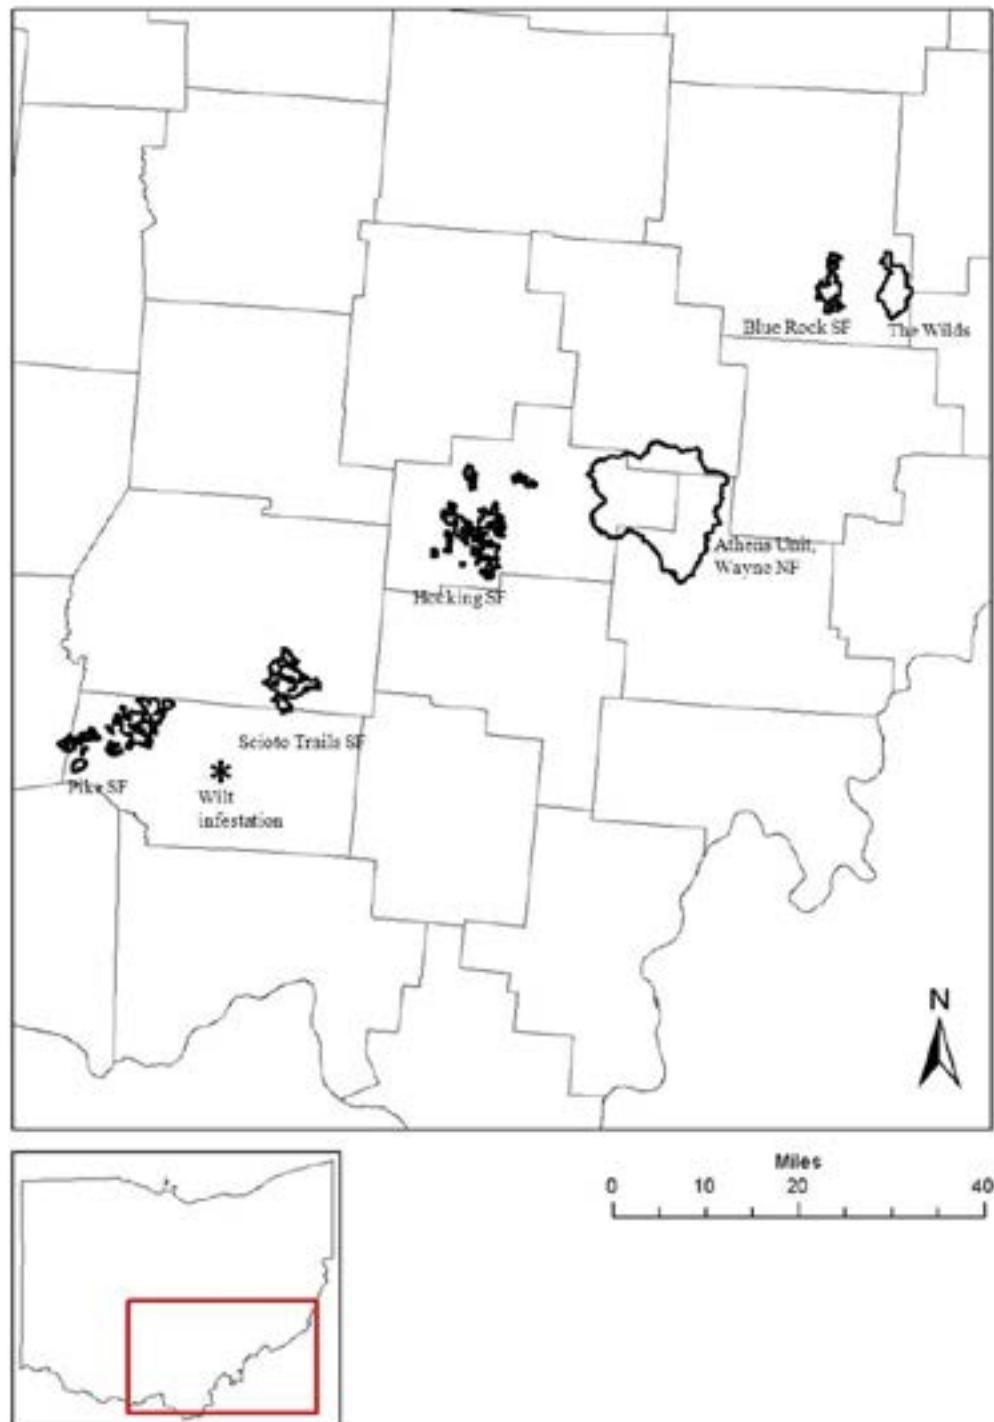 Blue Rock SF
The Wilds
Athens Unit,
Wayne NF
Hocking SF
Scioto Trails SF
Pike SF
Wilt
infestation
N
Miles
0 10 20 40